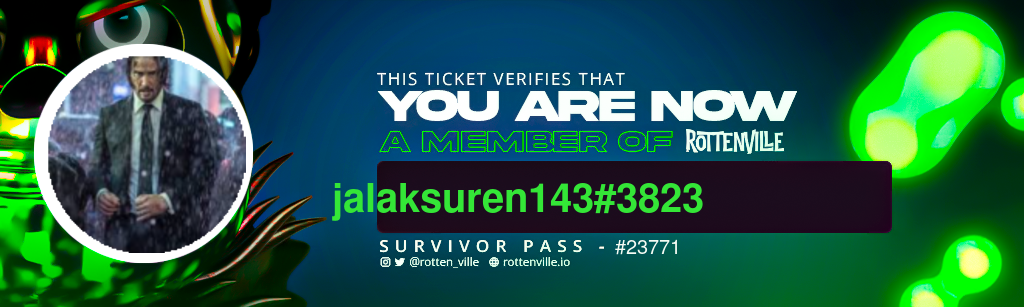 THIS TICKET VERIFIES THAT
YOU ARE NOW
A MEMBER OF ROTTENVILLE
jalaksuren143#3823
SURVIVOR PASS - #23771
@rotten_ville rottenville.io